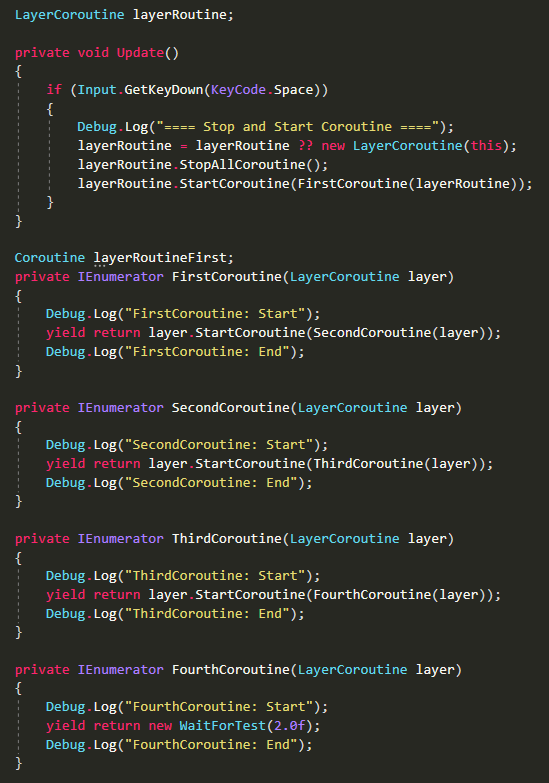 LayerCoroutine layerRoutine;
private void Update()
{
if (Input.GetKeyDown(KeyCode.Space))
{
Debug.Log("==== Stop and Start Coroutine ====");
layerRoutine = layerRoutine ?? new LayerCoroutine(this);
layerRoutine.StopAllCoroutine();
layerRoutine.StartCoroutine(FirstCoroutine(layerRoutine));
}
}
Coroutine layerRoutineFirst;
private IEnumerator FirstCoroutine(LayerCoroutine layer)
{
Debug.Log("FirstCoroutine: Start");
yield return layer.StartCoroutine(SecondCoroutine(layer));
Debug.Log("FirstCoroutine: End");
}
private IEnumerator SecondCoroutine(LayerCoroutine layer)
{
Debug.Log("SecondCoroutine: Start");
yield return layer.StartCoroutine(ThirdCoroutine(layer));
Debug.Log("SecondCoroutine: End");
}
private IEnumerator ThirdCoroutine(LayerCoroutine layer)
{
Debug.Log("ThirdCoroutine: Start");
yield return layer.StartCoroutine(FourthCoroutine(layer));
Debug.Log("ThirdCoroutine: End");
}
private IEnumerator FourthCoroutine(LayerCoroutine layer)
{
Debug.Log("FourthCoroutine: Start");
yield return new WaitForTest(2.0f);
Debug.Log("FourthCoroutine: End");
}